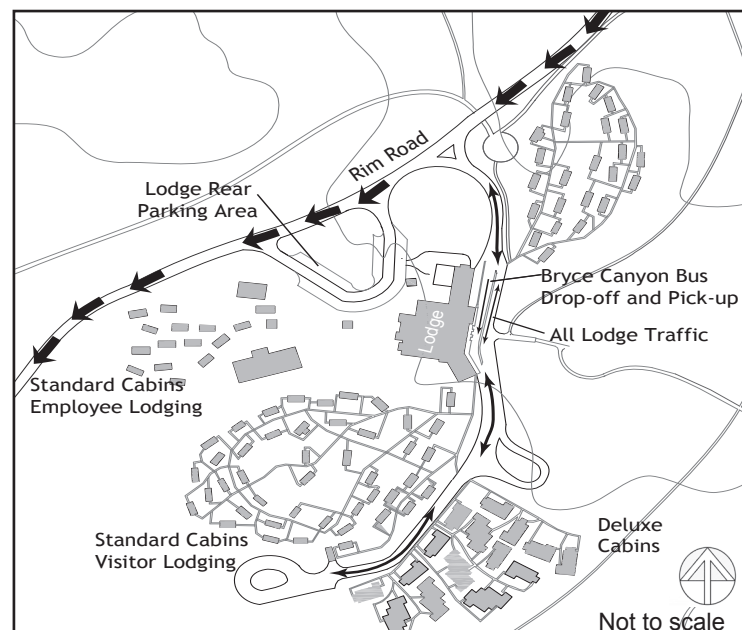 Rim Road
Lodge Rear
Parking Area
Bryce Canyon Bus
Drop-off and Pick-up
Lodge
All Lodge Traffic
Standard Cabins
Employee Lodging
Standard Cabins
Visitor Lodging
Deluxe
Cabins
Not to scale